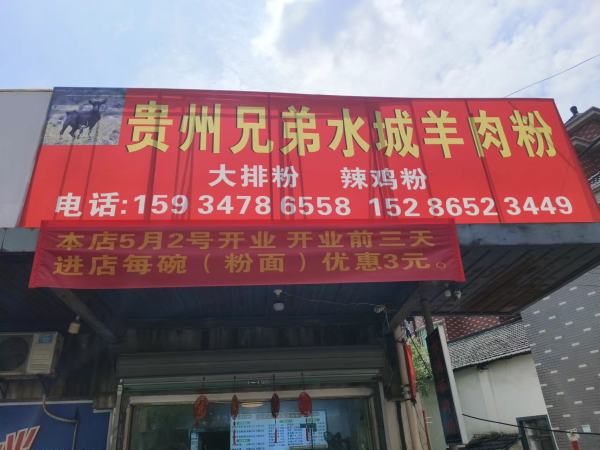 贵州兄弟水城羊肉粉
大排粉 辣鸡粉
电话:159 3478 6558 152 8652 3449
本店5月2号开业 开业前三天
进店每碗（粉面）优惠3元。